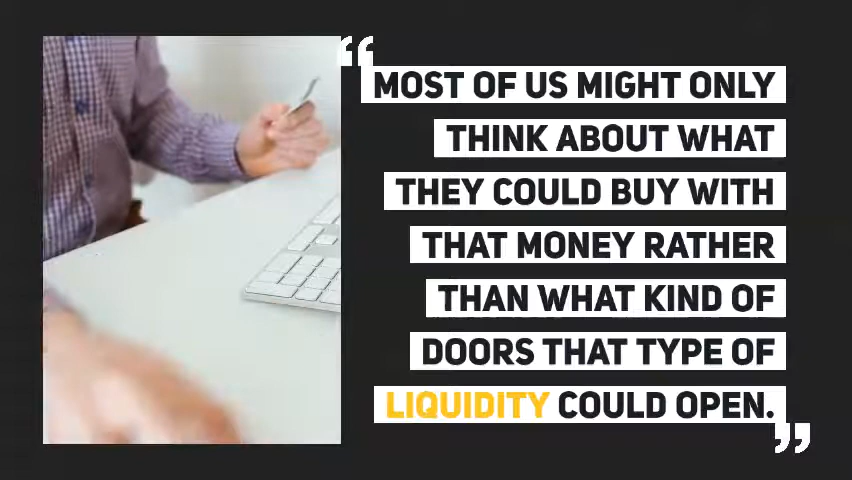 “MOST OF US MIGHT ONLY
THINK ABOUT WHAT
THEY COULD BUY WITH
THAT MONEY RATHER
THAN WHAT KIND OF
DOORS THAT TYPE OF
LIQUIDITY COULD OPEN.”